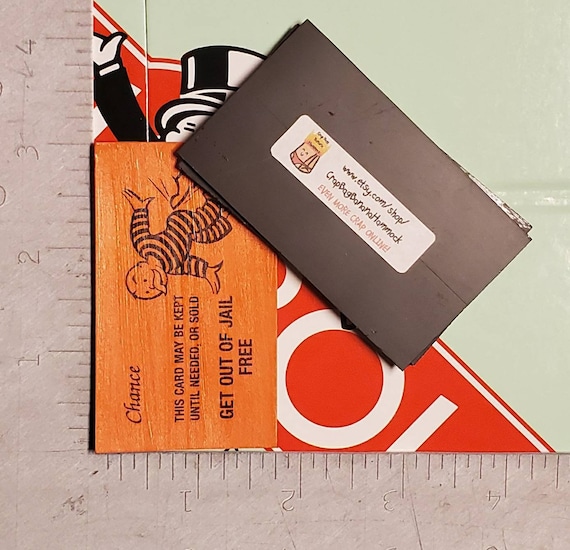 Chance
THIS CARD MAY BE KEPT
UNTIL NEEDED, OR SOLD
GET OUT OF JAIL
FREE
www.etsy.com/shop/
CrapBagBananaHammock
EVEN MORE CRAP ONLINE!
4
3
2
1
1
2
3
4